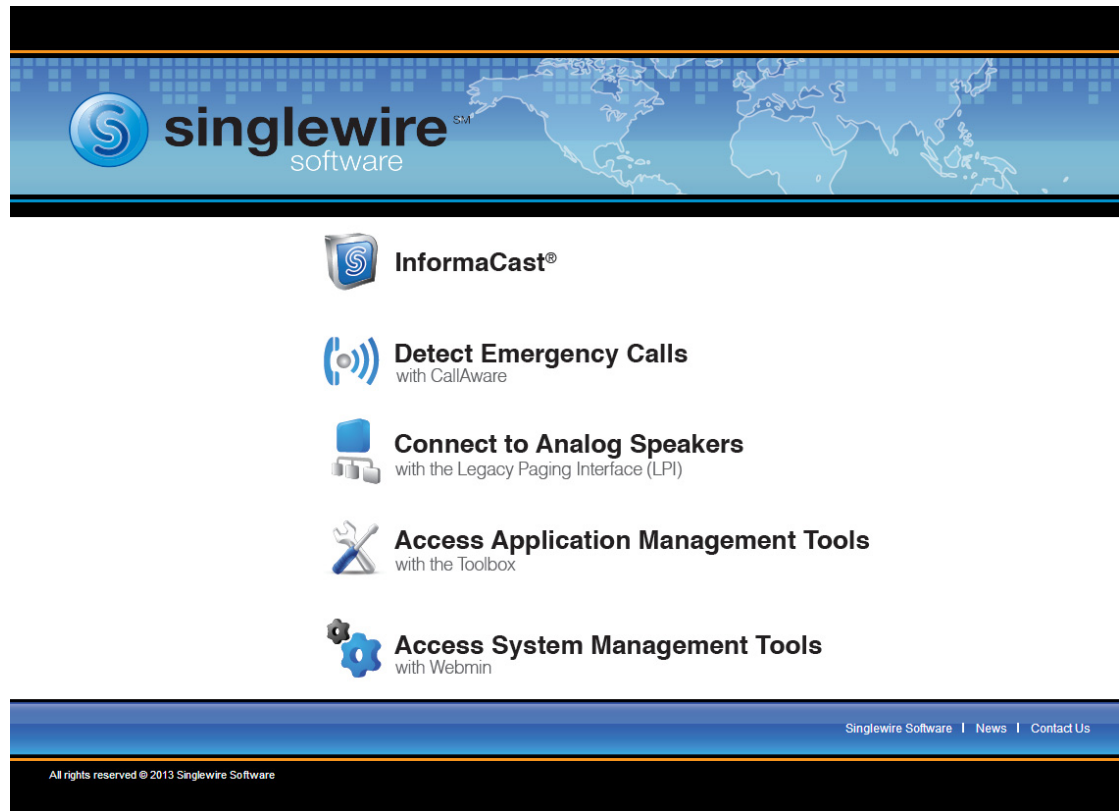 singlewire SM
software
InformaCast®
Detect Emergency Calls
with CallAware
Connect to Analog Speakers
with the Legacy Paging Interface (LPI)
Access Application Management Tools
with the Toolbox
Access System Management Tools
with Webmin
Singlewire Software | News | Contact Us
All rights reserved © 2013 Singlewire Software